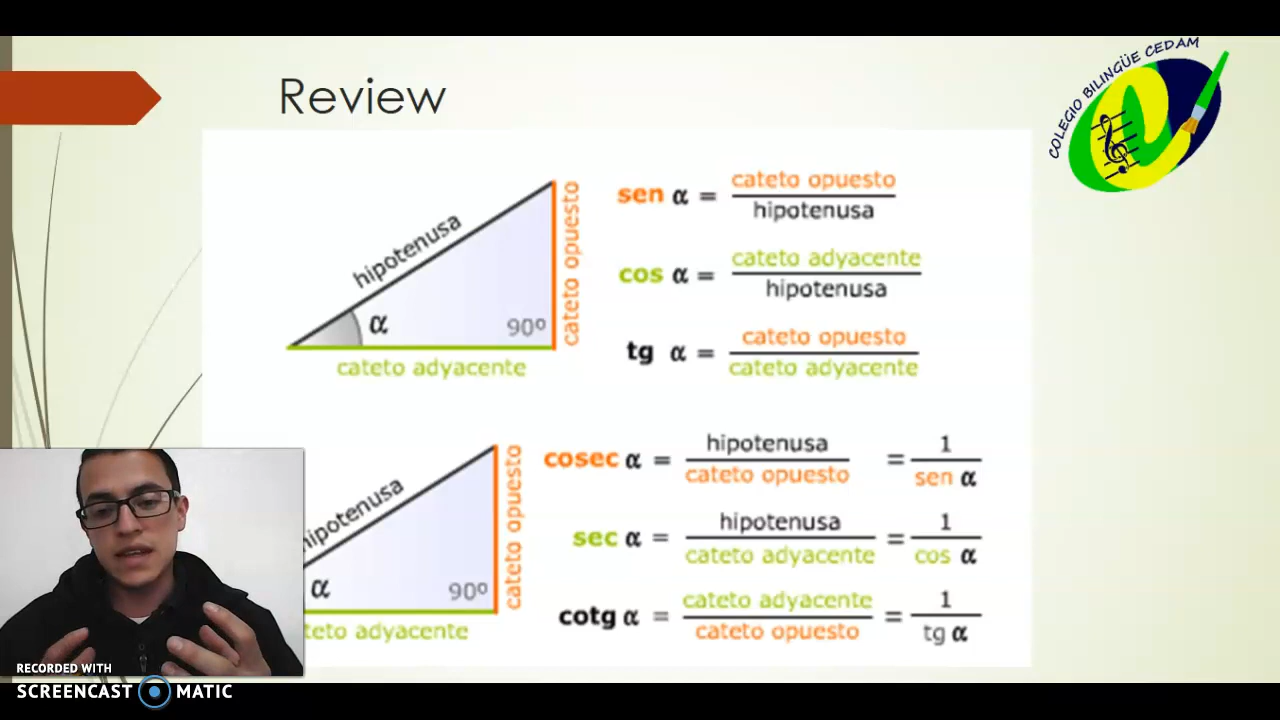 Review
COLEGIO BILINGÜE CEDAM
hipotenusa
α
90º
cateto opuesto
cateto adyacente
sen α = cateto opuesto
hipotenusa
cos α = cateto adyacente
hipotenusa
tg α = cateto opuesto
cateto adyacente
hipotenusa
α
90º
cateto opuesto
teto adyacente
cosec α = hipotenusa = 1
cateto opuesto sen α
sec α = hipotenusa = 1
cateto adyacente cos α
cotg α = cateto adyacente = 1
cateto opuesto tg α
RECORDED WITH
SCREENCAST MATIC